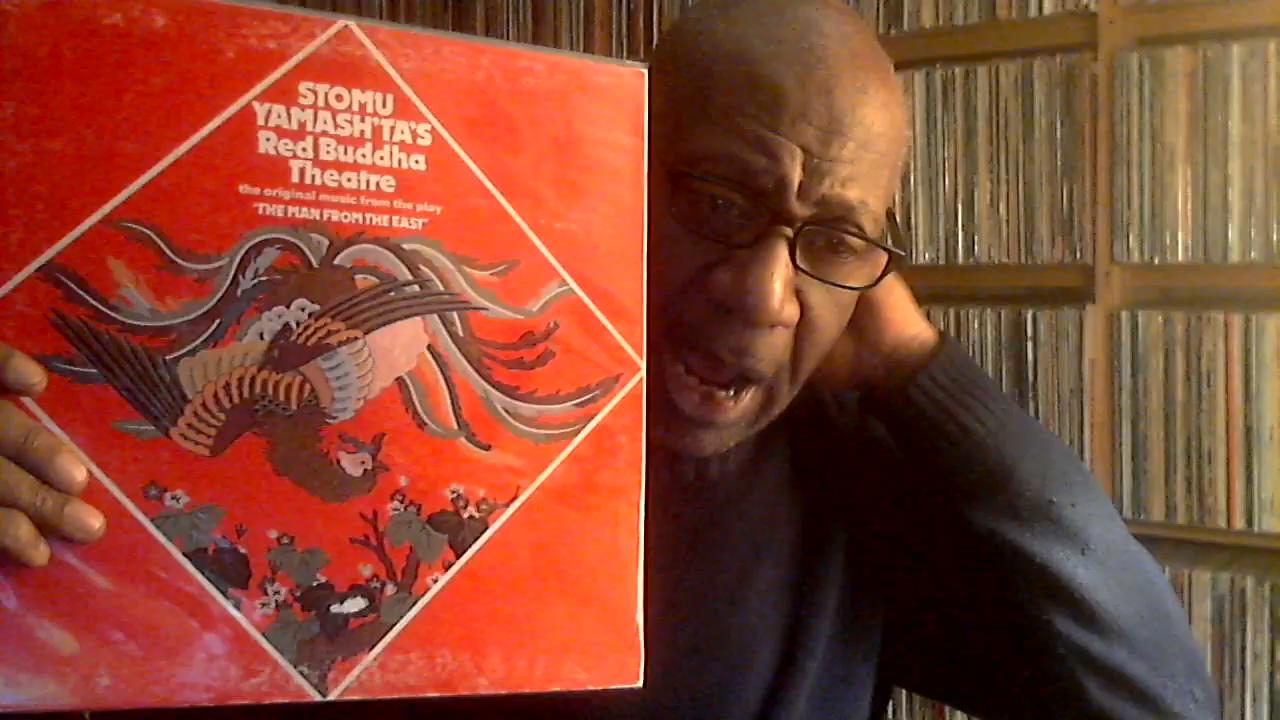 STOMU
YAMASH'TA'S
Red Buddha
Theatre
the original music from the play
"THE MAN FROM THE EAST"